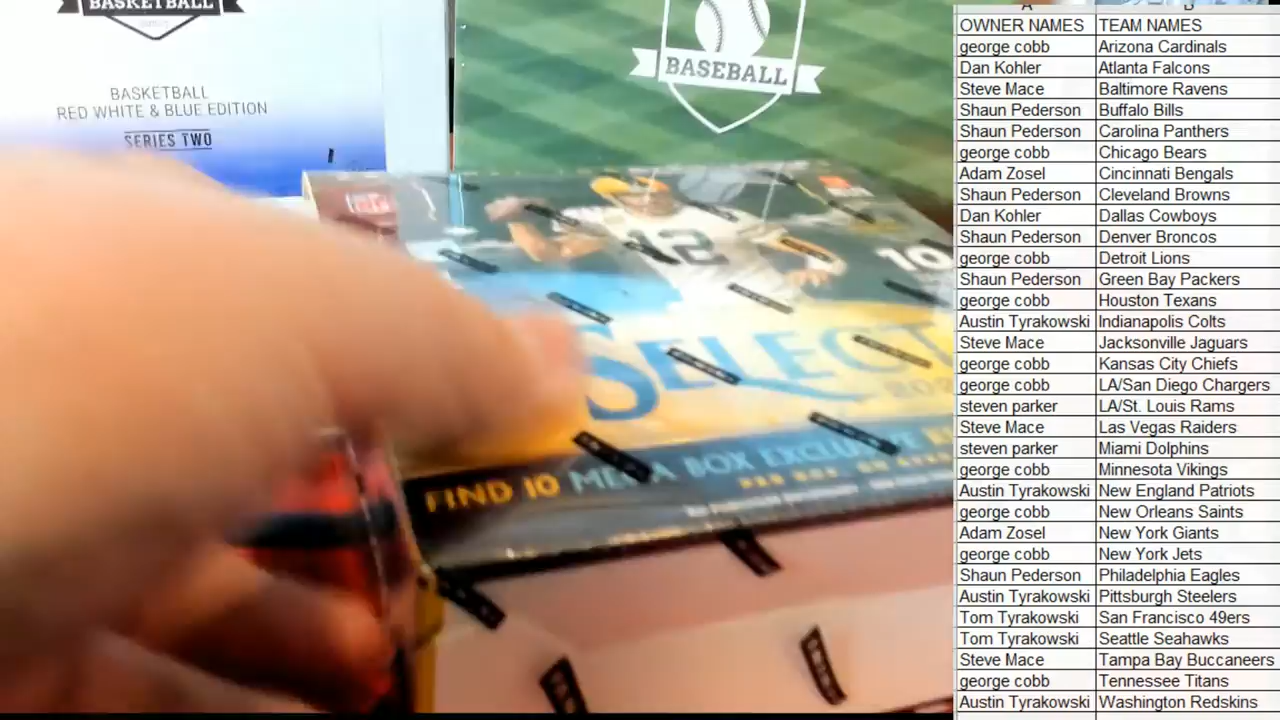 BASKETBALL
BASKETBALL
RED WHITE & BLUE EDITION
SERIES TWO
BASEBALL
12
10
SELECT
FIND 10 MEGA BOX EXCLUSIVE
A B
OWNER NAMES TEAM NAMES
george cobb Arizona Cardinals
Dan Kohler Atlanta Falcons
Steve Mace Baltimore Ravens
Shaun Pederson Buffalo Bills
Shaun Pederson Carolina Panthers
george cobb Chicago Bears
Adam Zosel Cincinnati Bengals
Shaun Pederson Cleveland Browns
Dan Kohler Dallas Cowboys
Shaun Pederson Denver Broncos
george cobb Detroit Lions
Shaun Pederson Green Bay Packers
george cobb Houston Texans
Austin Tyrakowski Indianapolis Colts
Steve Mace Jacksonville Jaguars
george cobb Kansas City Chiefs
george cobb LA/San Diego Chargers
steven parker LA/St. Louis Rams
Steve Mace Las Vegas Raiders
steven parker Miami Dolphins
george cobb Minnesota Vikings
Austin Tyrakowski New England Patriots
george cobb New Orleans Saints
Adam Zosel New York Giants
george cobb New York Jets
Shaun Pederson Philadelphia Eagles
Austin Tyrakowski Pittsburgh Steelers
Tom Tyrakowski San Francisco 49ers
Tom Tyrakowski Seattle Seahawks
Steve Mace Tampa Bay Buccaneers
george cobb Tennessee Titans
Austin Tyrakowski Washington Redskins